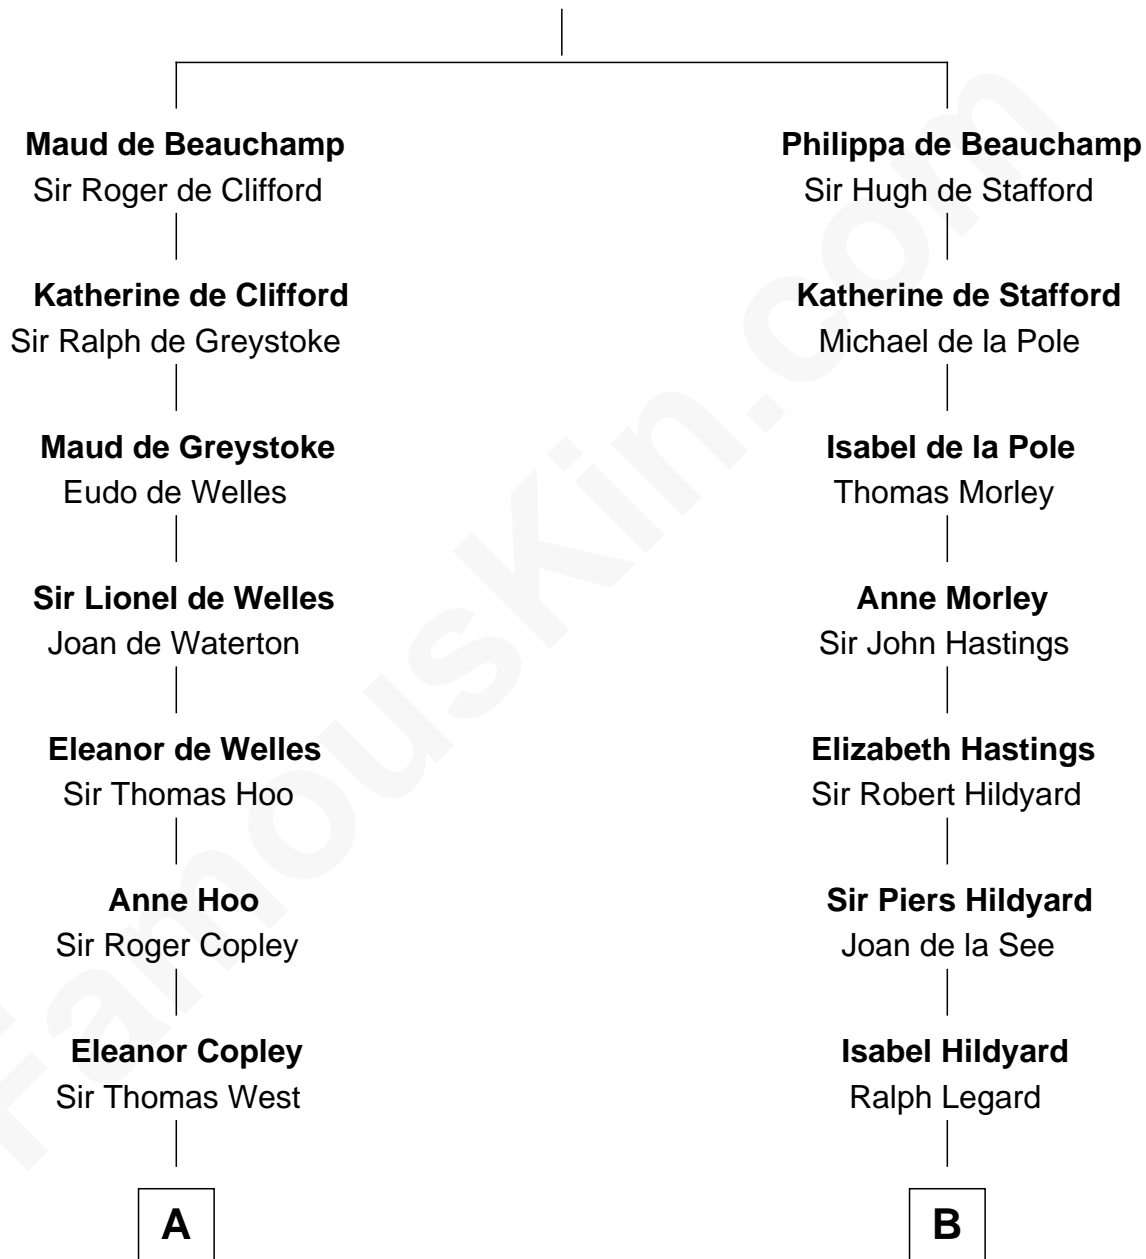 Maud de Beauchamp
Sir Roger de Clifford
Katherine de Clifford
Sir Ralph de Greystoke
Maud de Greystoke
Eudo de Welles
Sir Lionel de Welles
Joan de Waterton
Eleanor de Welles
Sir Thomas Hoo
Anne Hoo
Sir Roger Copley
Eleanor Copley
Sir Thomas West
A
Philippa de Beauchamp
Sir Hugh de Stafford
Katherine de Stafford
Michael de la Pole
Isabel de la Pole
Thomas Morley
Anne Morley
Sir John Hastings
Elizabeth Hastings
Sir Robert Hildyard
Sir Piers Hildyard
Joan de la See
Isabel Hildyard
Ralph Legard
B
FamousKin.com